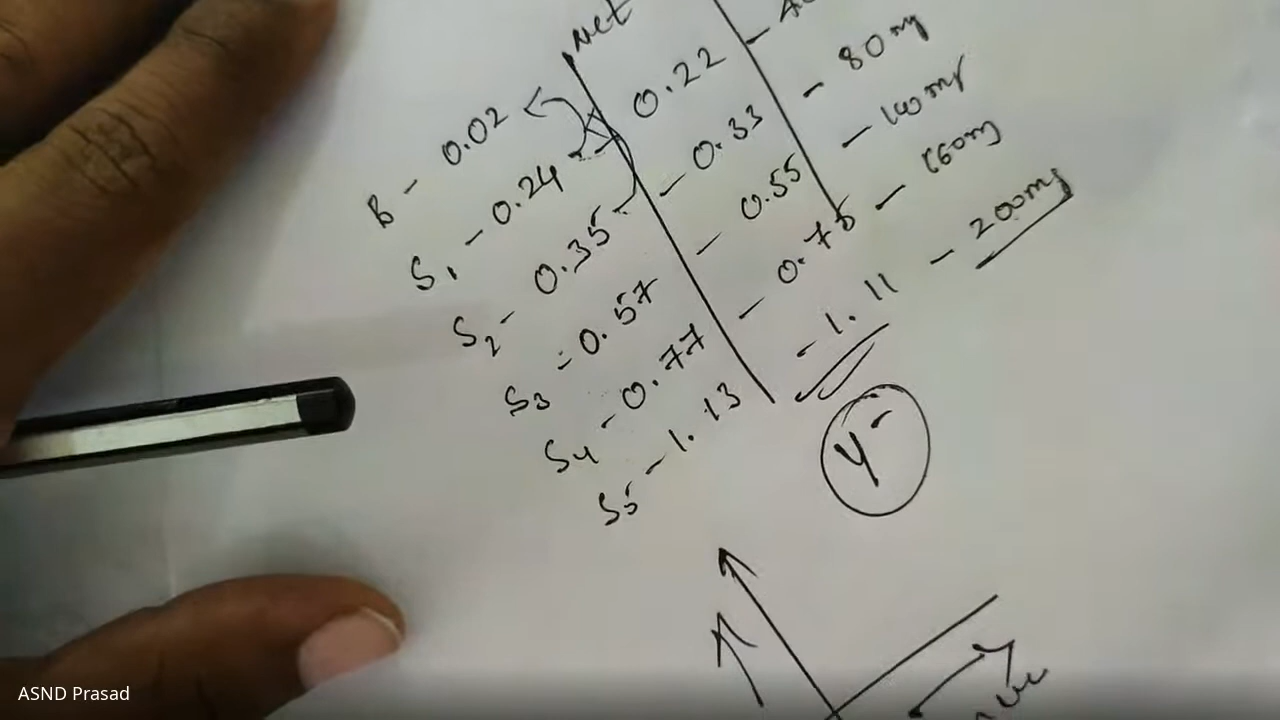 Net
B - 0.02
S1 - 0.24 0.22
S2 - 0.35 - 0.33 - 80mg
S3 - 0.57 - 0.55 - 100mg
S4 - 0.77 - 0.75 - 160mg
S5 - 1.13 - 1.11 - 200mg
Y-
ASND Prasad